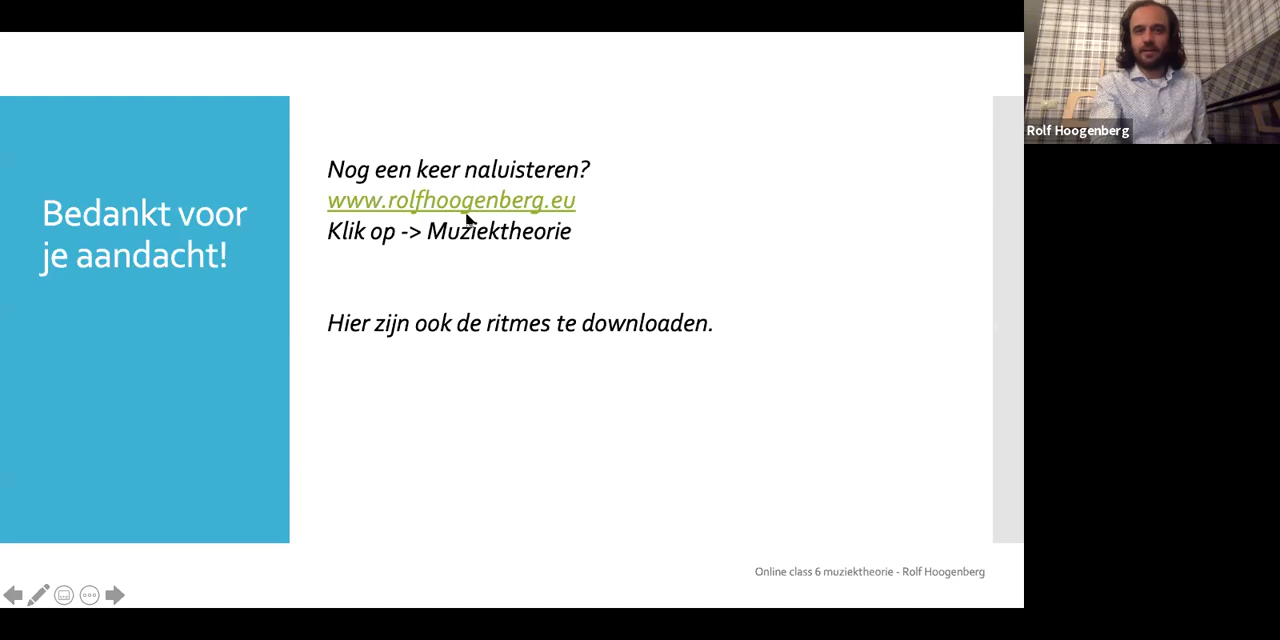 Bedankt voor
je aandacht!
Nog een keer naluisteren?
www.rolfhoogenberg.eu
Klik op -> Muziektheorie
Hier zijn ook de ritmes te downloaden.
Online class 6 muziektheorie - Rolf Hoogenberg
Rolf Hoogenberg